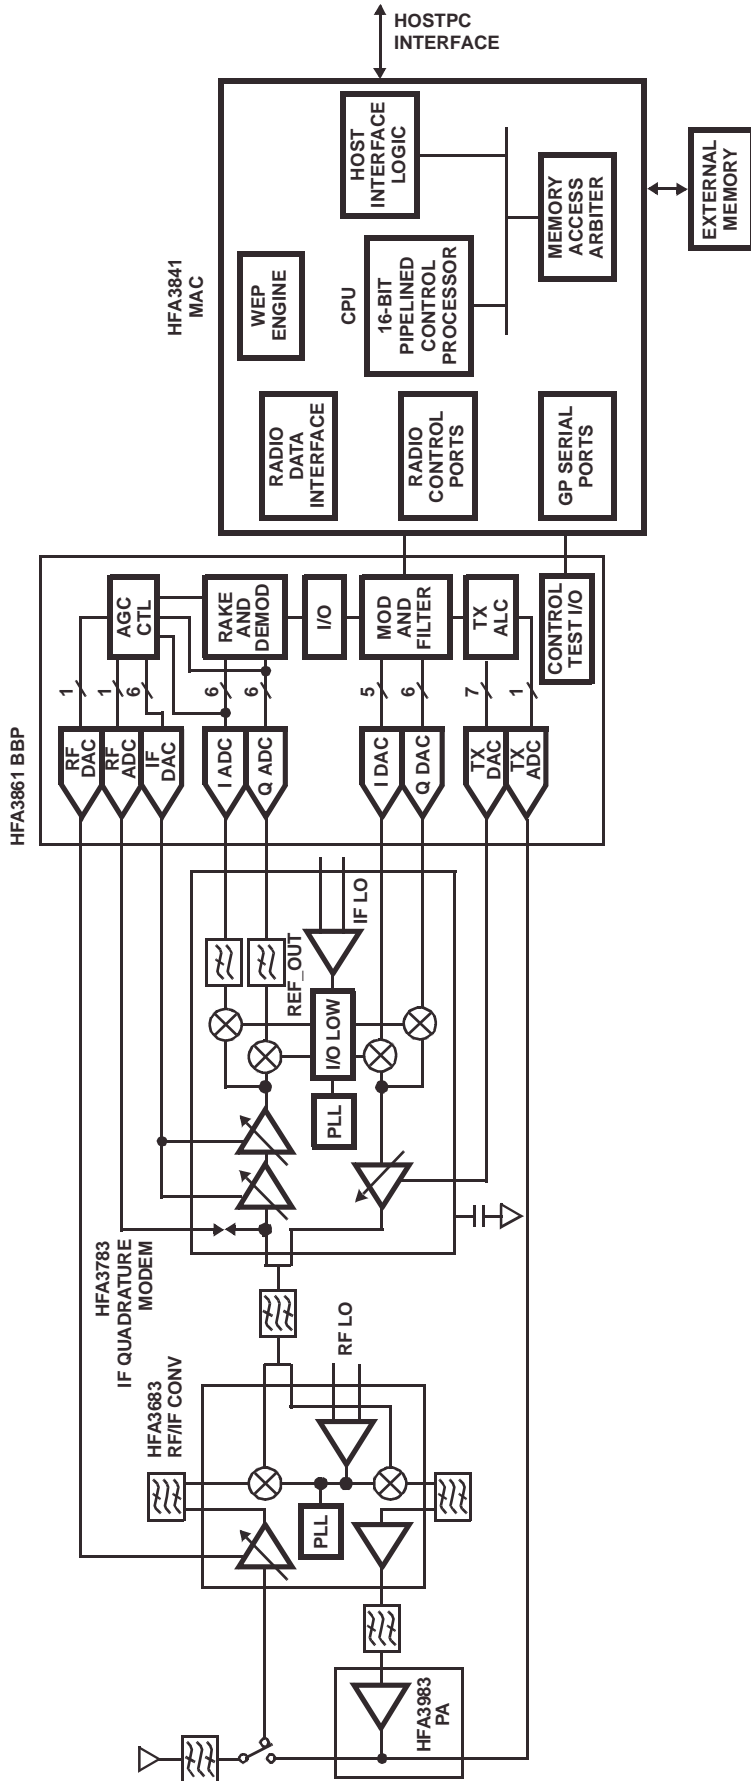 HOSTPC
INTERFACE
HFA3841
MAC
HOST
INTERFACE
LOGIC
WEP
ENGINE
CPU
16-BIT
PIPELINED
CONTROL
PROCESSOR
MEMORY
ACCESS
ARBITER
EXTERNAL
MEMORY
RADIO
DATA
INTERFACE
RADIO
CONTROL
PORTS
GP SERIAL
PORTS
HFA3861 BBP
AGC
CTL
RAKE
AND
DEMOD
I/O
MOD
AND
FILTER
TX
ALC
CONTROL
TEST I/O
1
1
6
6
6
5
6
7
1
RF
DAC
RF
ADC
IF
DAC
I ADC
Q ADC
I DAC
Q DAC
TX
DAC
TX
ADC
HFA3783
IF QUADRATURE
MODEM
REF_OUT
IF LO
I/O LOW
PLL
HFA3683
RF/IF CONV
RF LO
PLL
HFA3983
PA